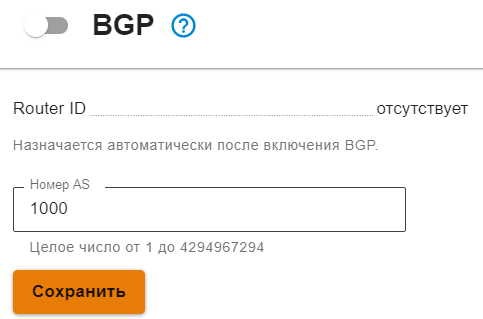 BGP ?
Router ID отсутствует
Назначается автоматически после включения BGP.
Номер AS
1000
Целое число от 1 до 4294967294
Сохранить